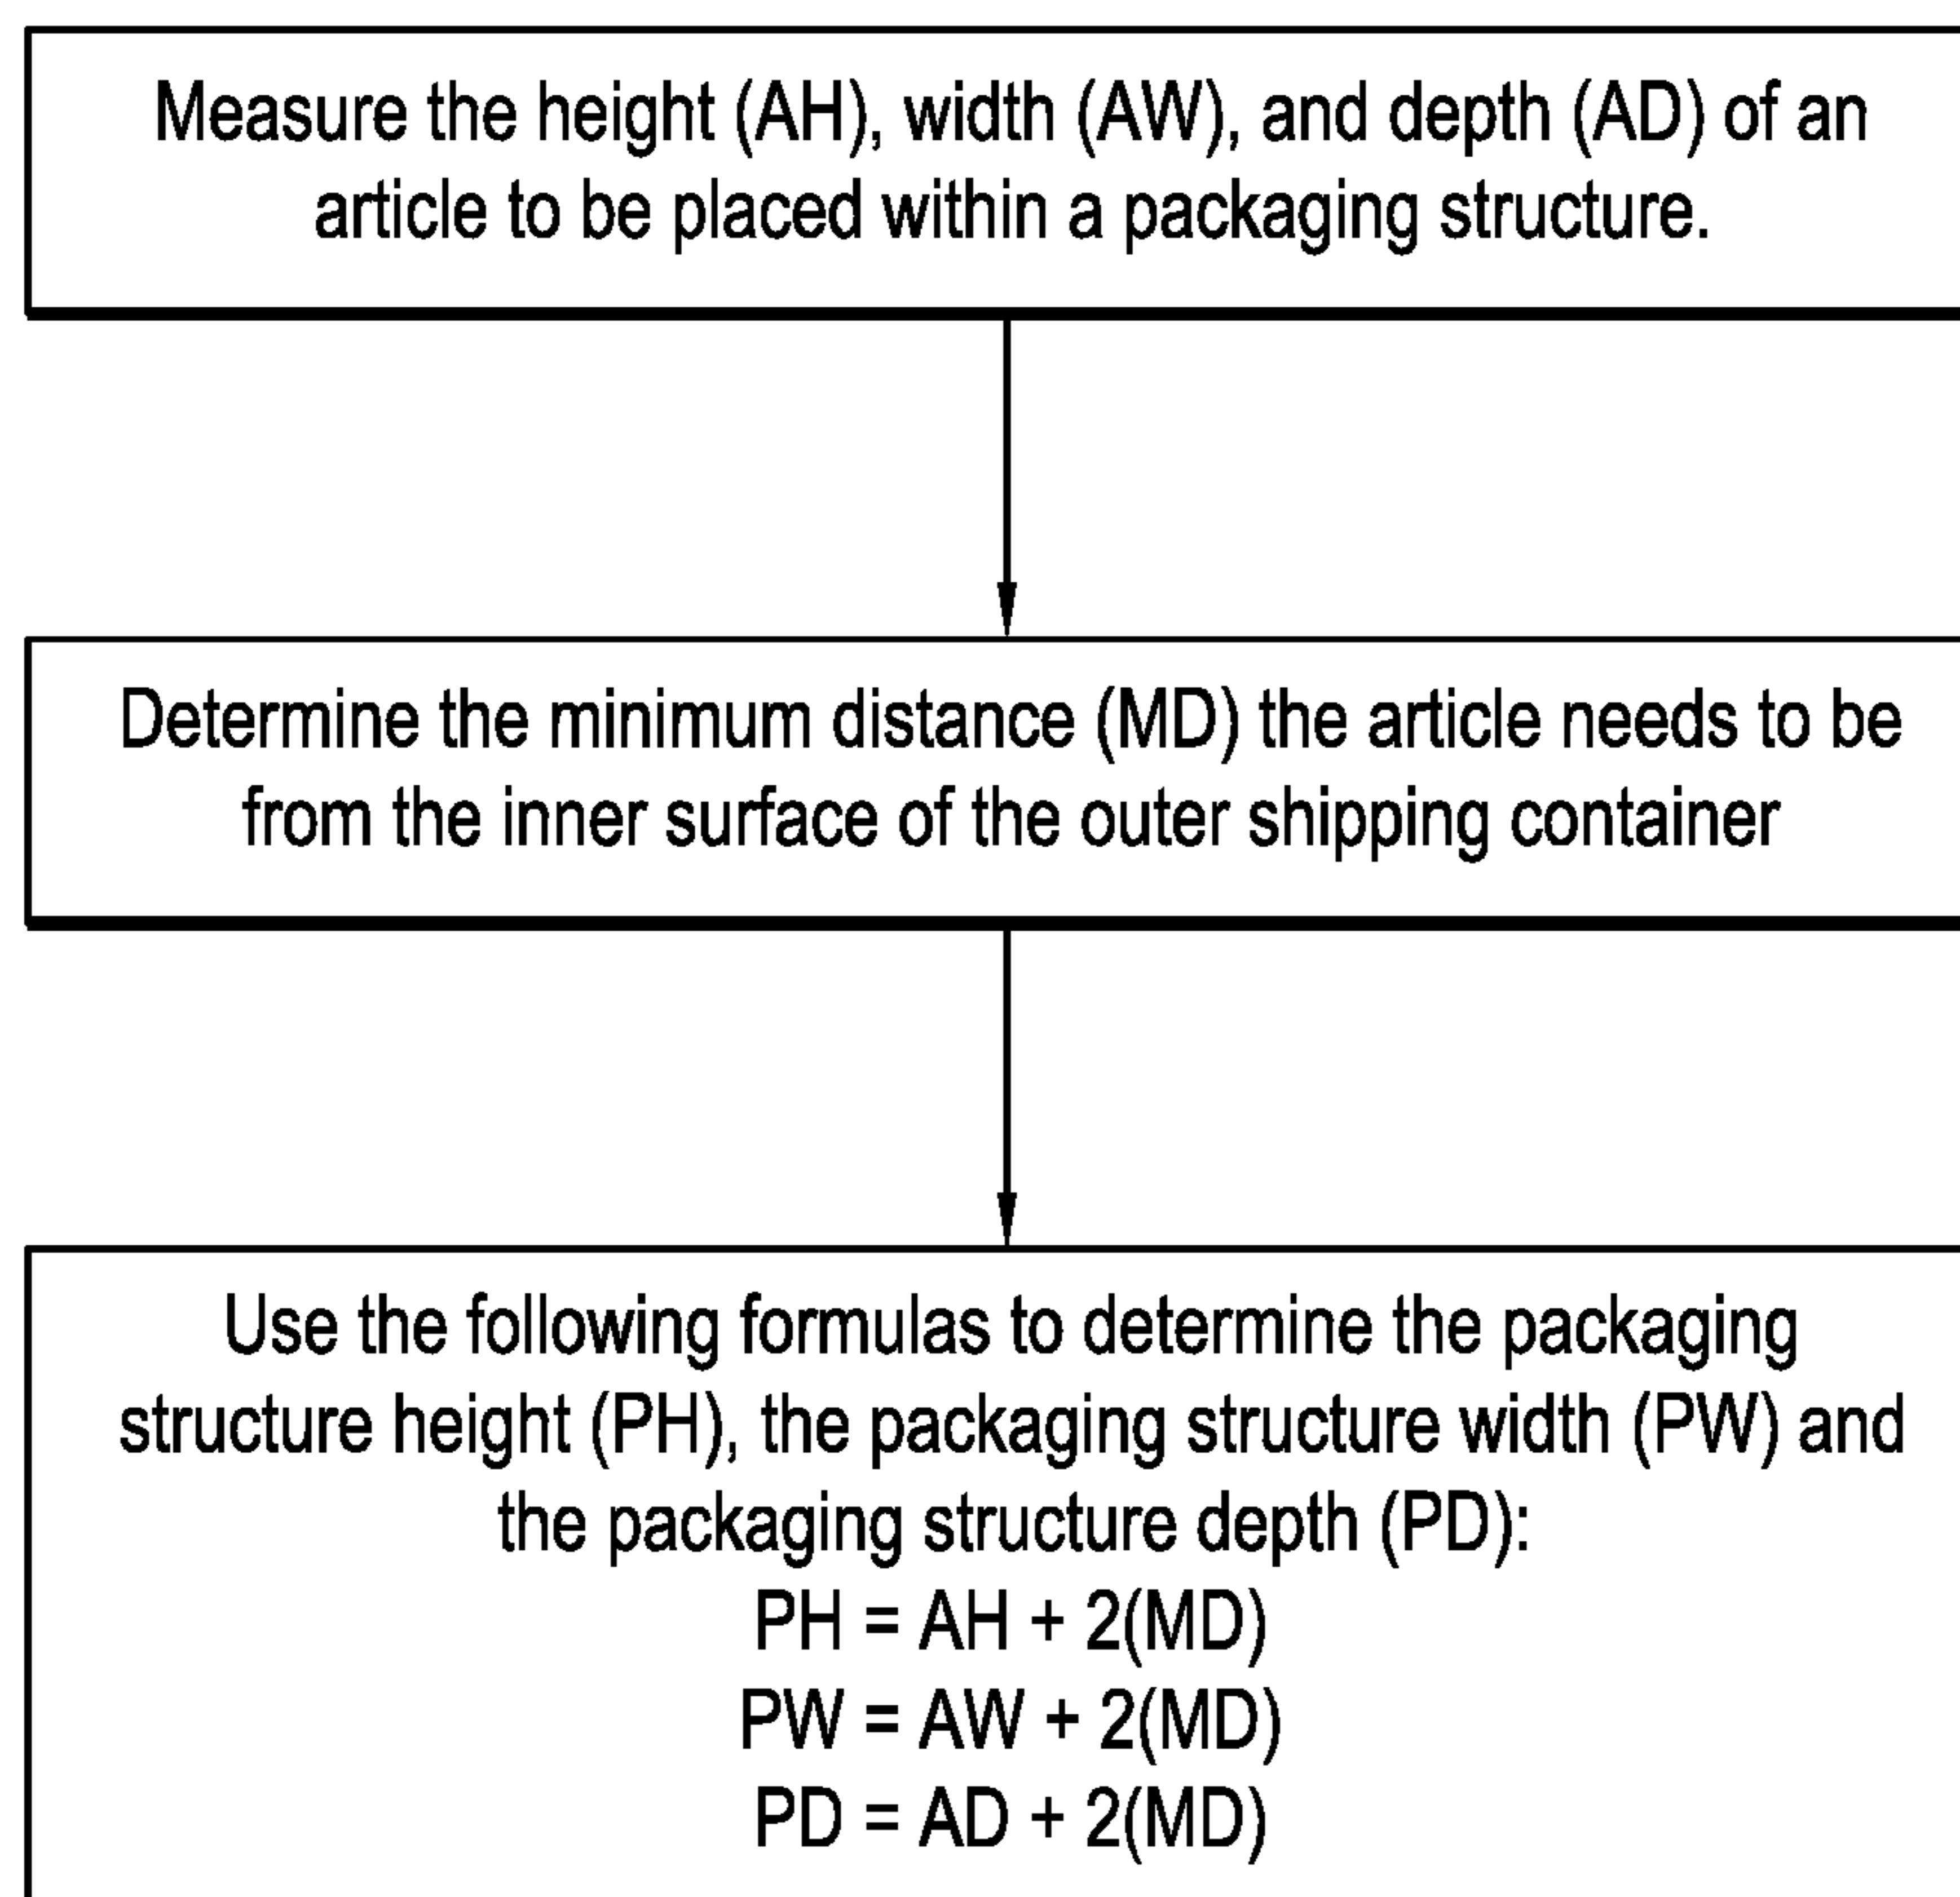 Measure the height (AH), width (AW), and depth (AD) of an
article to be placed within a packaging structure.
Determine the minimum distance (MD) the article needs to be
from the inner surface of the outer shipping container
Use the following formulas to determine the packaging
structure height (PH), the packaging structure width (PW) and
the packaging structure depth (PD):
PH = AH + 2(MD)
PW = AW + 2(MD)
PD = AD + 2(MD)